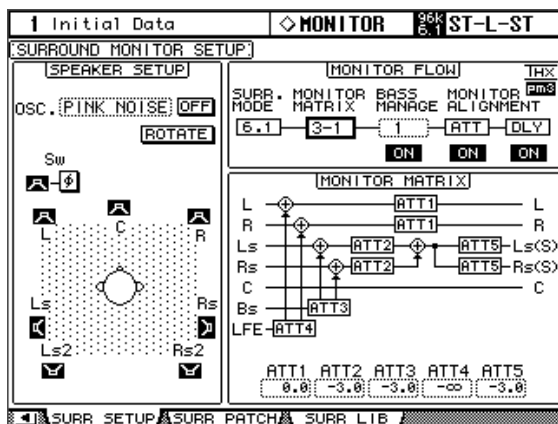 1 Initial Data ◇MONITOR 96k 6.1 ST-L-ST
SURROUND MONITOR SETUP
SPEAKER SETUP
OSC. PINK NOISE OFF
ROTATE
Sw
ϕ
L C R
Ls Rs
Ls2 Rs2
MONITOR FLOW
THX
pm3
SURR. MODE MONITOR MATRIX BASS MANAGE MONITOR ALIGNMENT
6.1 3-1 1 ATT DLY
ON ON ON
MONITOR MATRIX
L ATT1 L
R ATT1 R
Ls ATT2 ATT5 Ls(S)
Rs ATT2 ATT5 Rs(S)
C C
Bs ATT3
LFE ATT4
ATT1 ATT2 ATT3 ATT4 ATT5
0.0 -3.0 -3.0 -∞ -3.0
SURR SETUP SURR PATCH SURR LIB